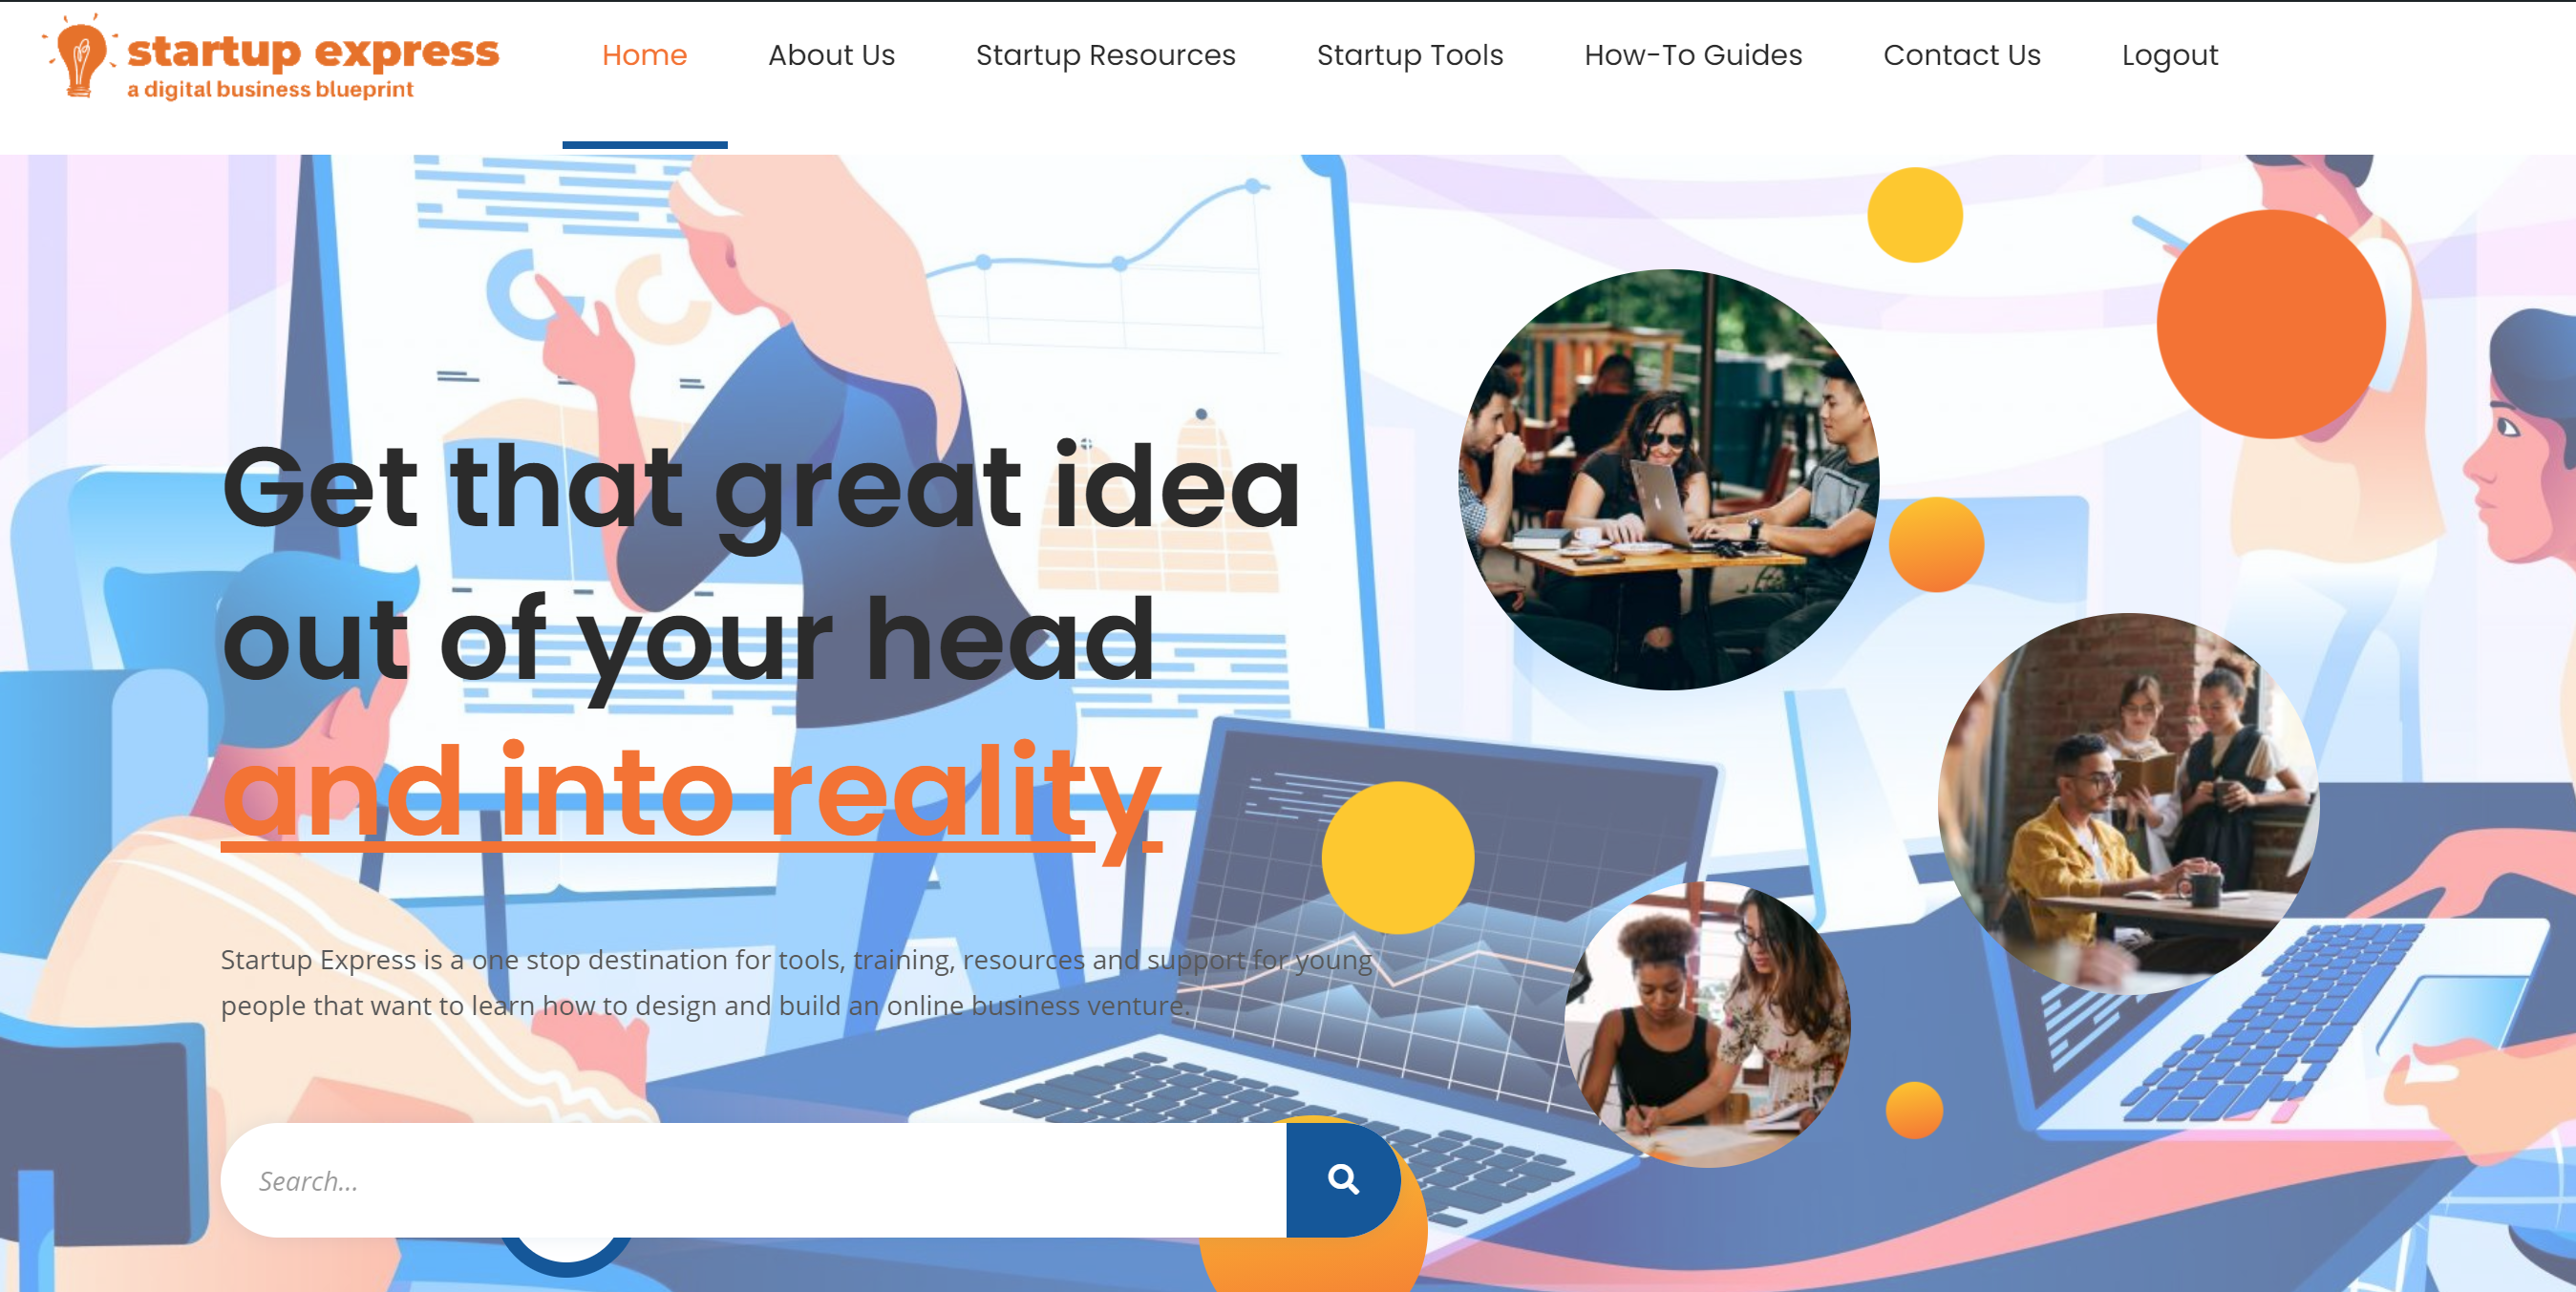 startup express
a digital business blueprint
Home
About Us
Startup Resources
Startup Tools
How-To Guides
Contact Us
Logout
Get that great idea
out of your head
and into reality
Startup Express is a one stop destination for tools, training, resources and support for young
people that want to learn how to design and build an online business venture.
Search...